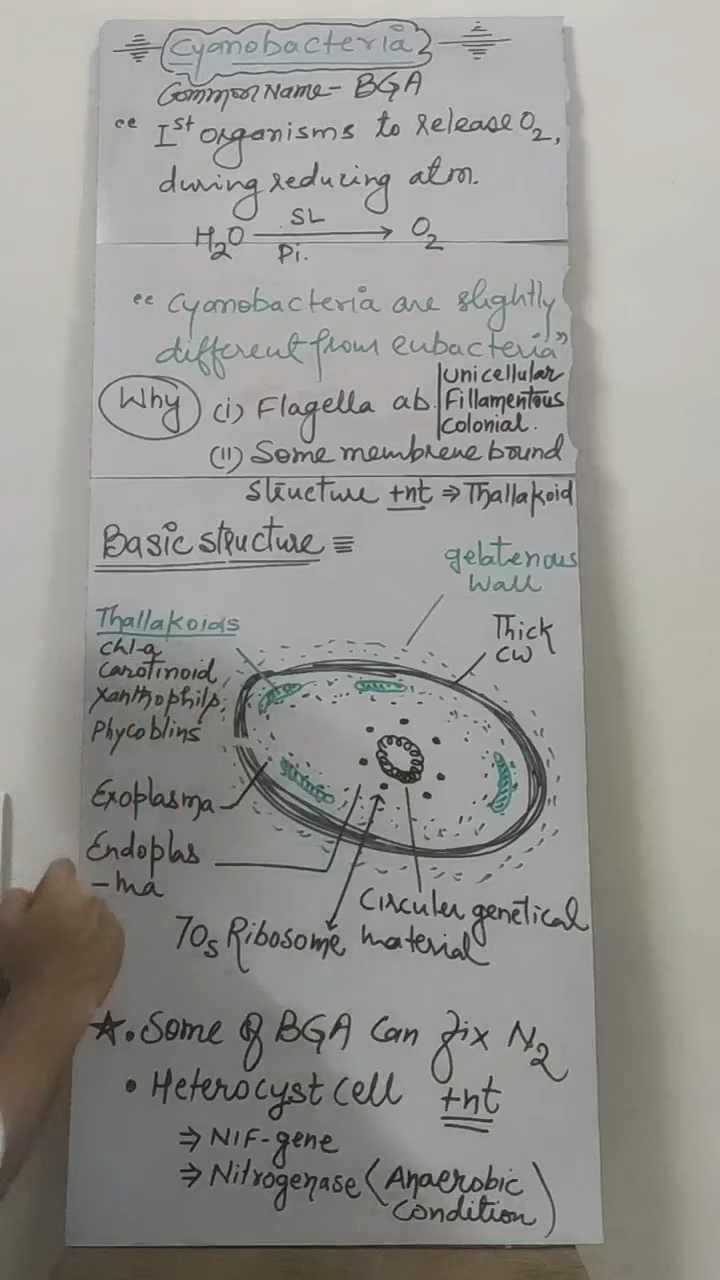 Cyanobacteria
Common Name - BGA
"Ist organisms to release O2,
during reducing atm.
H2O SL Pi. → O2
"Cyanobacteria are slightly
different from eubacteria"
Why (i) Flagella ab. Unicellular
Fillamentous
Colonial.
(ii) Some membrene bound
structure +nt ⇒ Thallakoid
Basic structure ≡
gelatenous
wall
Thallakoids
chl-a
carotinoid,
xanthophils,
Phycoblins
Thick
cw
Exoplasma
Endoplas
-ma
Circular genetical
material
70s Ribosome
☆. Some of BGA Can fix N2
• Heterocyst cell +nt
⇒ NIF-gene
⇒ Nitrogenase (Anaerobic
Condition)